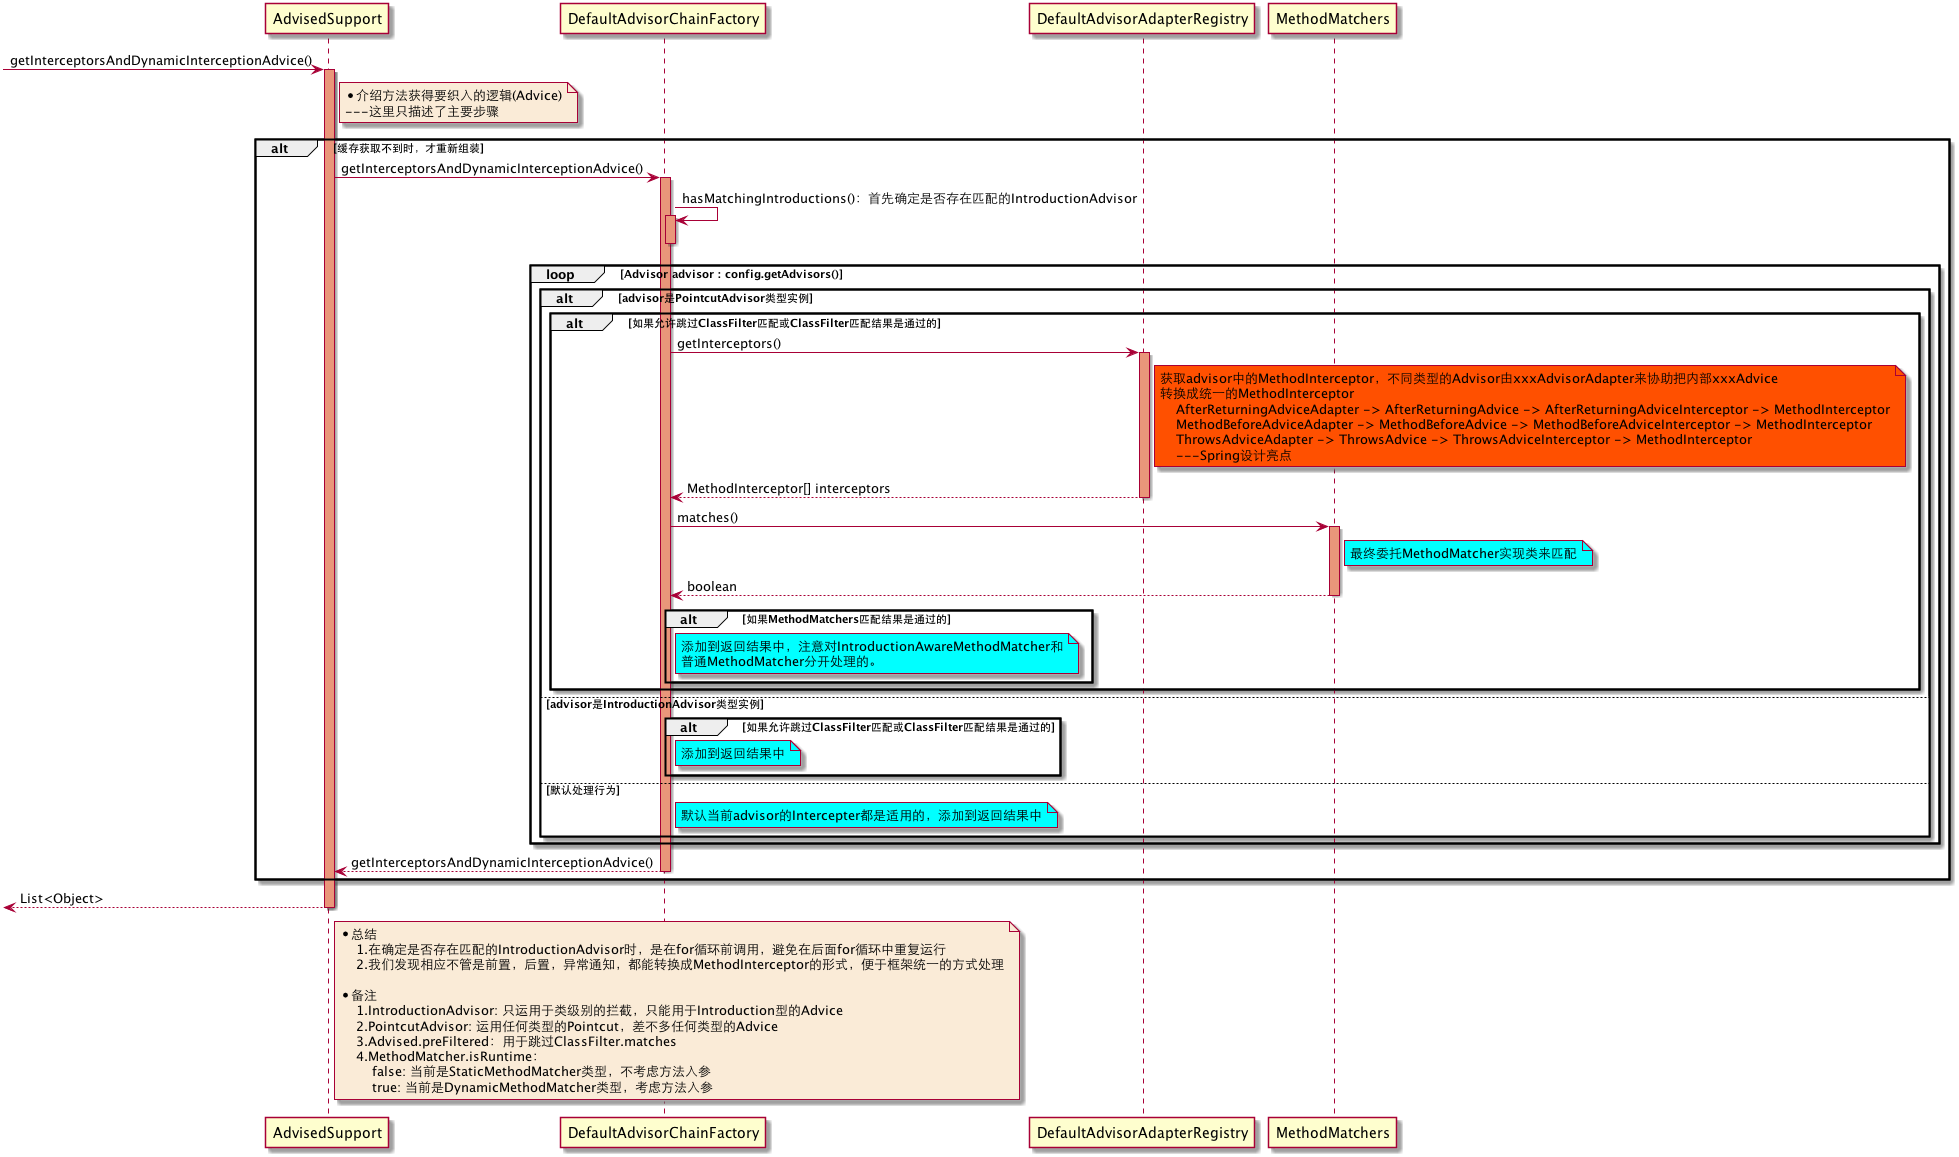 AdvisedSupport
DefaultAdvisorChainFactory
DefaultAdvisorAdapterRegistry
MethodMatchers
getInterceptorsAndDynamicInterceptionAdvice()
•介绍方法获得要织入的逻辑(Advice)
---这里只描述了主要步骤
alt
[缓存获取不到时，才重新组装]
getInterceptorsAndDynamicInterceptionAdvice()
hasMatchingIntroductions()：首先确定是否存在匹配的IntroductionAdvisor
loop
[Advisor advisor : config.getAdvisors()]
alt
[advisor是PointcutAdvisor类型实例]
alt
[如果允许跳过ClassFilter匹配或ClassFilter匹配结果是通过的]
getInterceptors()
获取advisor中的MethodInterceptor，不同类型的Advisor由xxxAdvisorAdapter来协助把内部xxxAdvice
转换成统一的MethodInterceptor
AfterReturningAdviceAdapter -> AfterReturningAdvice -> AfterReturningAdviceInterceptor -> MethodInterceptor
MethodBeforeAdviceAdapter -> MethodBeforeAdvice -> MethodBeforeAdviceInterceptor -> MethodInterceptor
ThrowsAdviceAdapter -> ThrowsAdvice -> ThrowsAdviceInterceptor -> MethodInterceptor
---Spring设计亮点
MethodInterceptor[] interceptors
matches()
最终委托MethodMatcher实现类来匹配
boolean
alt
[如果MethodMatchers匹配结果是通过的]
添加到返回结果中，注意对IntroductionAwareMethodMatcher和
普通MethodMatcher分开处理的。
[advisor是IntroductionAdvisor类型实例]
alt
[如果允许跳过ClassFilter匹配或ClassFilter匹配结果是通过的]
添加到返回结果中
[默认处理行为]
默认当前advisor的Intercepter都是适用的，添加到返回结果中
getInterceptorsAndDynamicInterceptionAdvice()
List<Object>
•总结
1.在确定是否存在匹配的IntroductionAdvisor时，是在for循环前调用，避免在后面for循环中重复运行
2.我们发现相应不管是前置，后置，异常通知，都能转换成MethodInterceptor的形式，便于框架统一的方式处理
•备注
1.IntroductionAdvisor: 只运用于类级别的拦截，只能用于Introduction型的Advice
2.PointcutAdvisor: 运用任何类型的Pointcut，差不多任何类型的Advice
3.Advised.preFiltered：用于跳过ClassFilter.matches
4.MethodMatcher.isRuntime：
false: 当前是StaticMethodMatcher类型，不考虑方法入参
true: 当前是DynamicMethodMatcher类型，考虑方法入参
AdvisedSupport
DefaultAdvisorChainFactory
DefaultAdvisorAdapterRegistry
MethodMatchers